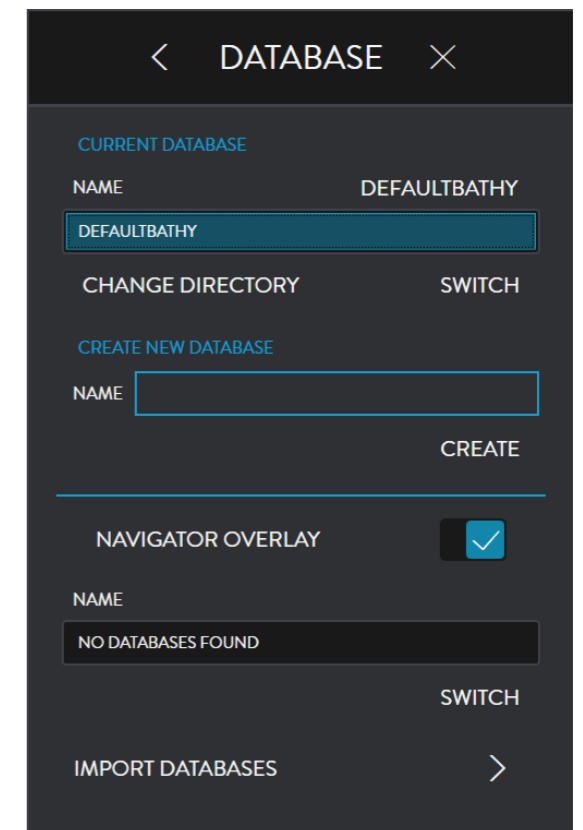 DATABASE
CURRENT DATABASE
NAME DEFAULTBATHY
DEFAULTBATHY
CHANGE DIRECTORY SWITCH
CREATE NEW DATABASE
NAME
CREATE
NAVIGATOR OVERLAY
NAME
NO DATABASES FOUND
SWITCH
IMPORT DATABASES